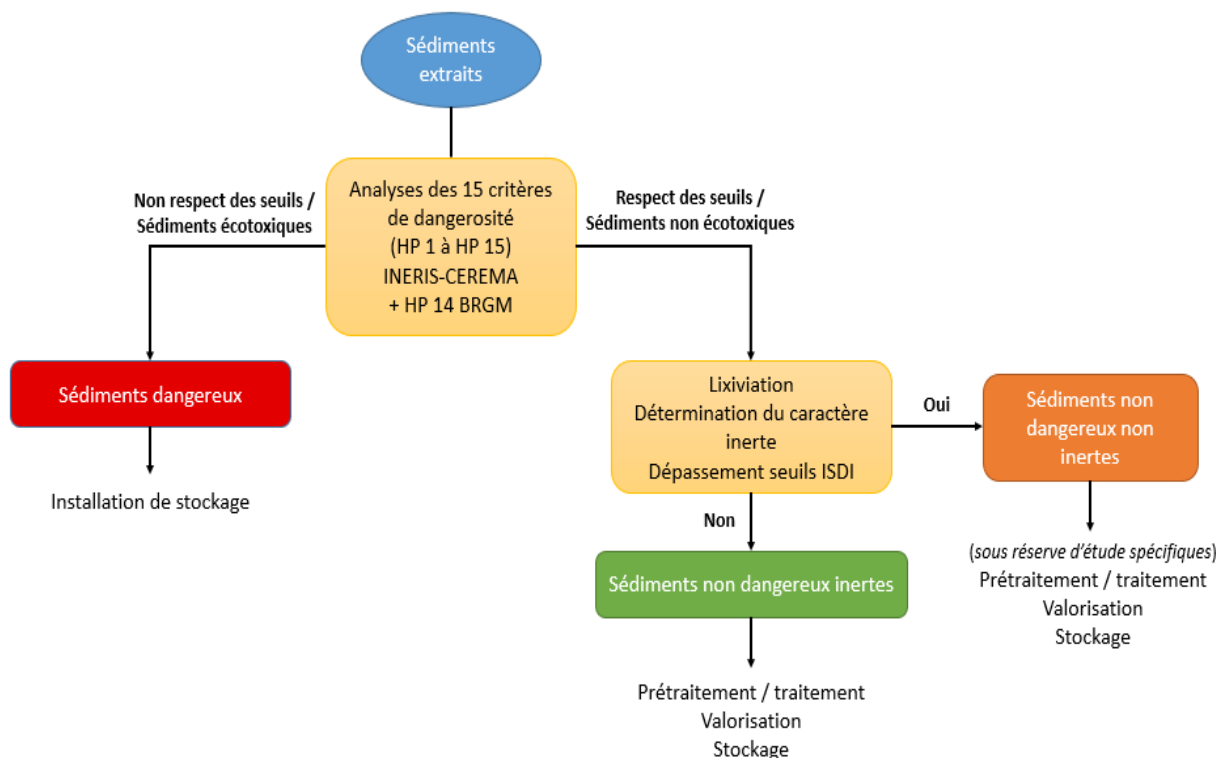 Sédiments
extraits
Analyses des 15 critères
de dangerosité
(HP 1 à HP 15)
INERIS-CEREMA
+ HP 14 BRGM
Non respect des seuils /
Sédiments écotoxiques
Respect des seuils /
Sédiments non écotoxiques
Sédiments dangereux
Installation de stockage
Lixiviation
Détermination du caractère
inerte
Dépassement seuils ISDI
Oui
Sédiments non
dangereux non
inertes
(sous réserve d'étude spécifiques)
Prétraitement / traitement
Valorisation
Stockage
Non
Sédiments non dangereux inertes
Prétraitement / traitement
Valorisation
Stockage